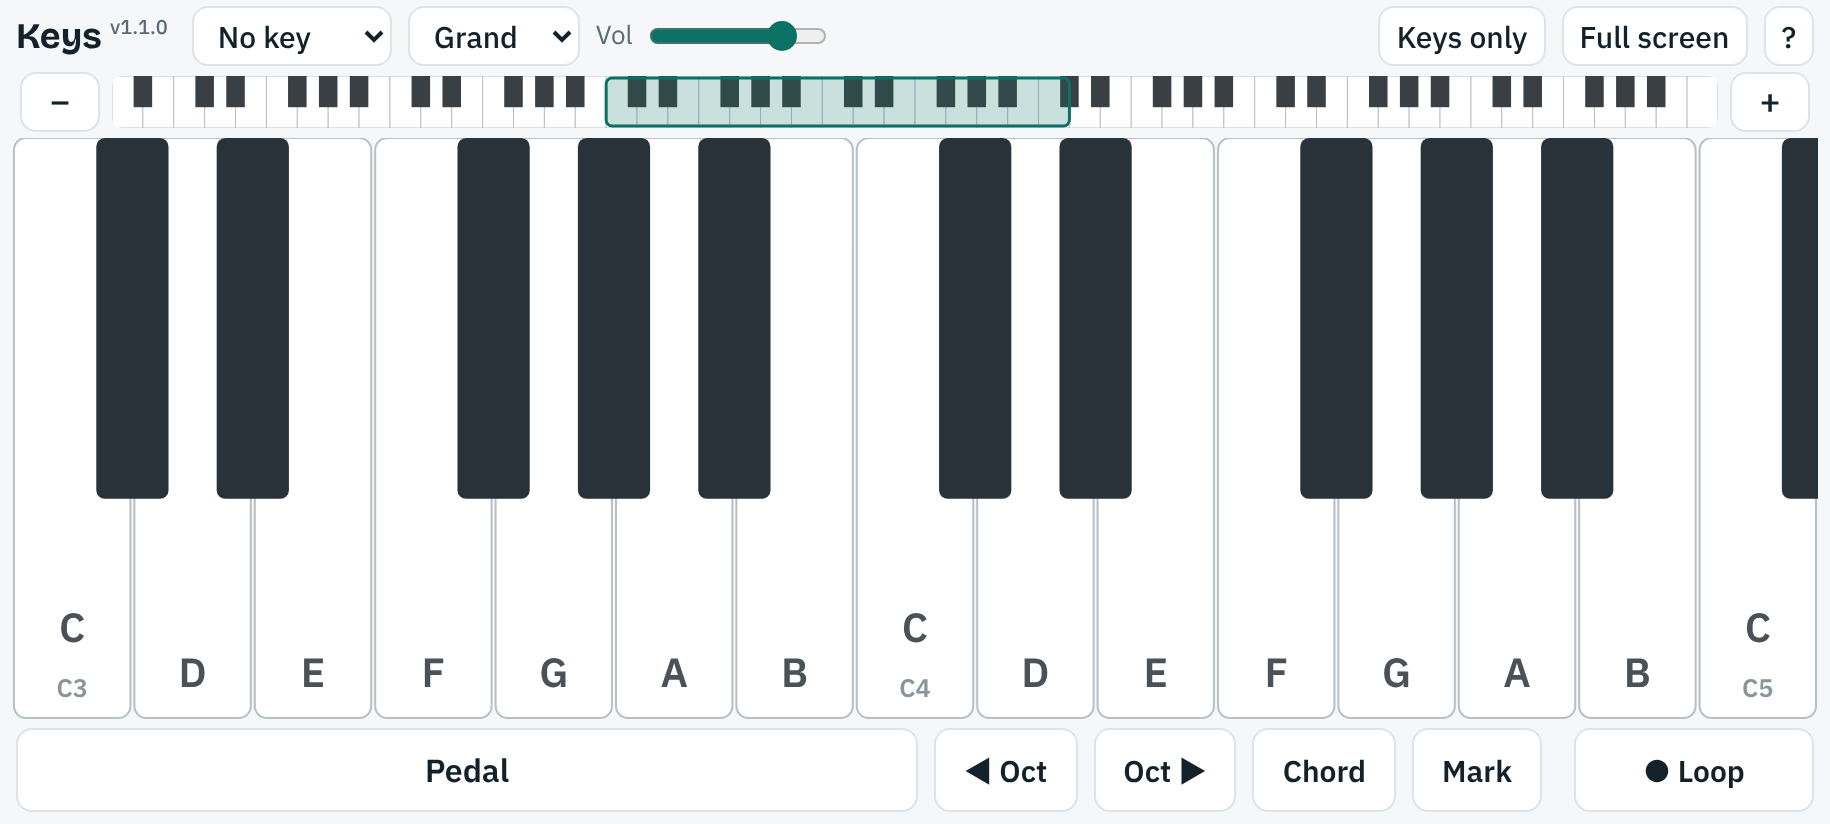 Keys v1.1.0 No key Grand Vol Keys only Full screen ?
− +
C C C
D E F G A B D E F G A B
C3 C4 C5
Pedal ◀ Oct Oct ▶ Chord Mark ● Loop